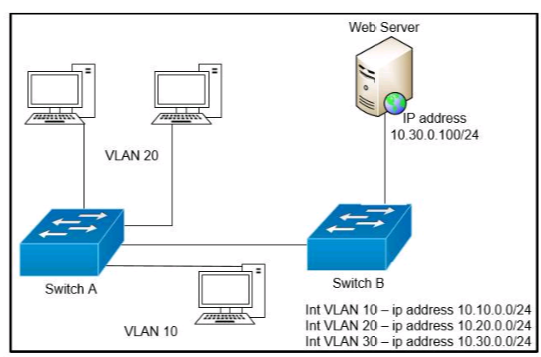 Web Server
IP address
10.30.0.100/24
VLAN 20
Switch A
Switch B
VLAN 10
Int VLAN 10 – ip address 10.10.0.0/24
Int VLAN 20 – ip address 10.20.0.0/24
Int VLAN 30 – ip address 10.30.0.0/24